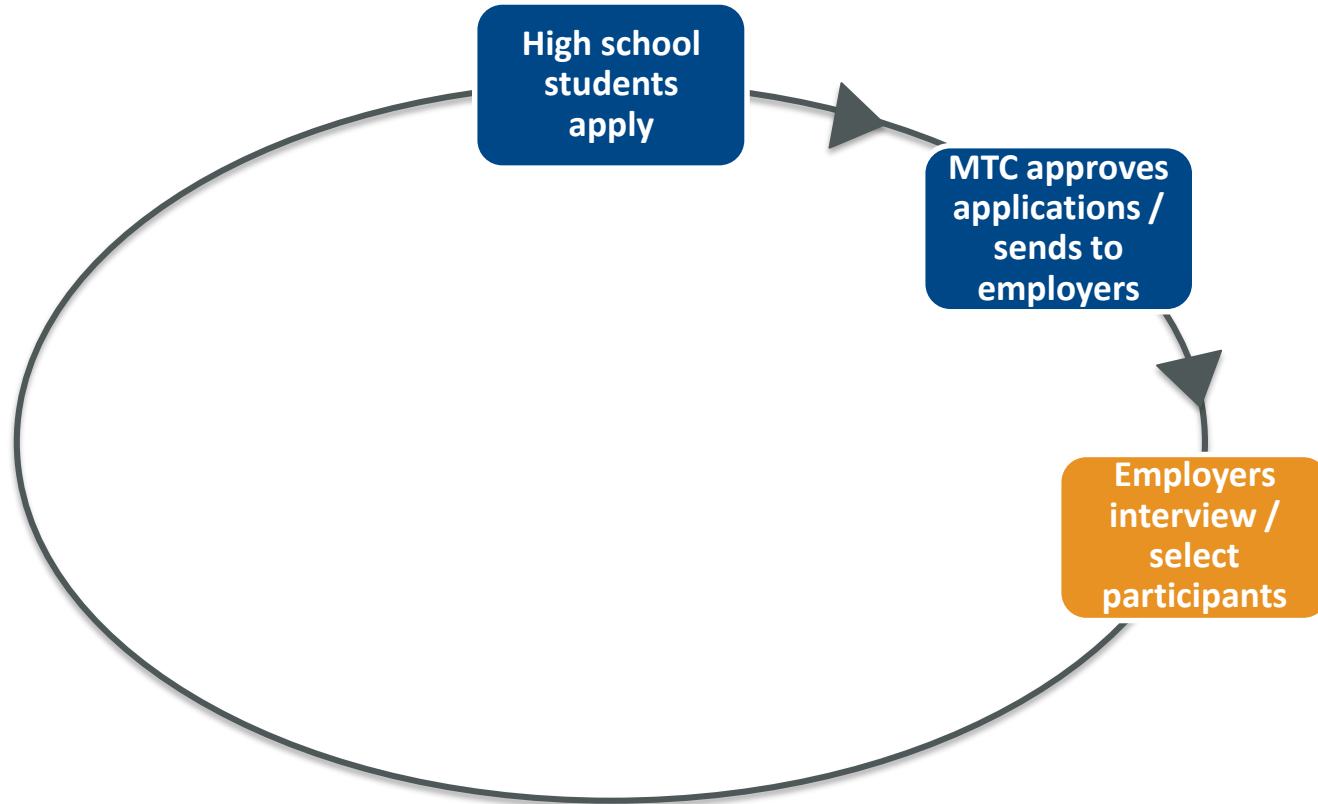 High school
students
apply
MTC approves
applications /
sends to
employers
Employers
interview /
select
participants